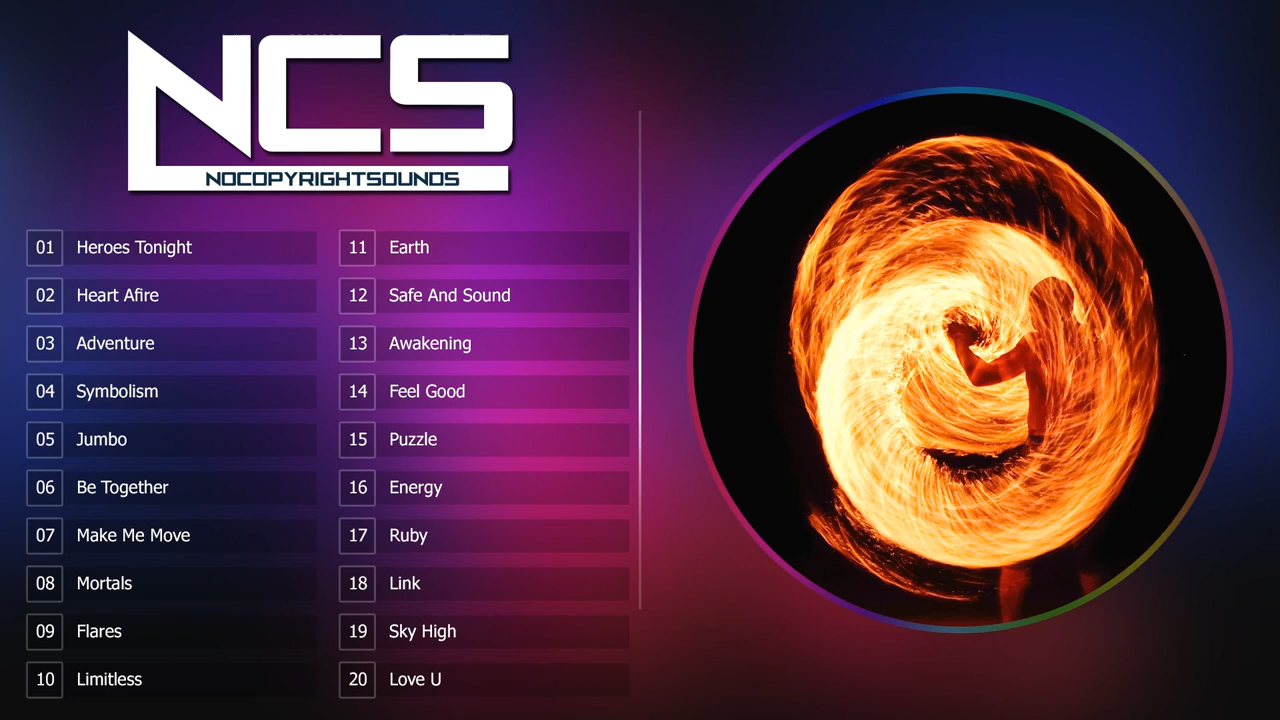 NCS
NOCOPYRIGHTSOUNDS
01 Heroes Tonight
02 Heart Afire
03 Adventure
04 Symbolism
05 Jumbo
06 Be Together
07 Make Me Move
08 Mortals
09 Flares
10 Limitless
11 Earth
12 Safe And Sound
13 Awakening
14 Feel Good
15 Puzzle
16 Energy
17 Ruby
18 Link
19 Sky High
20 Love U